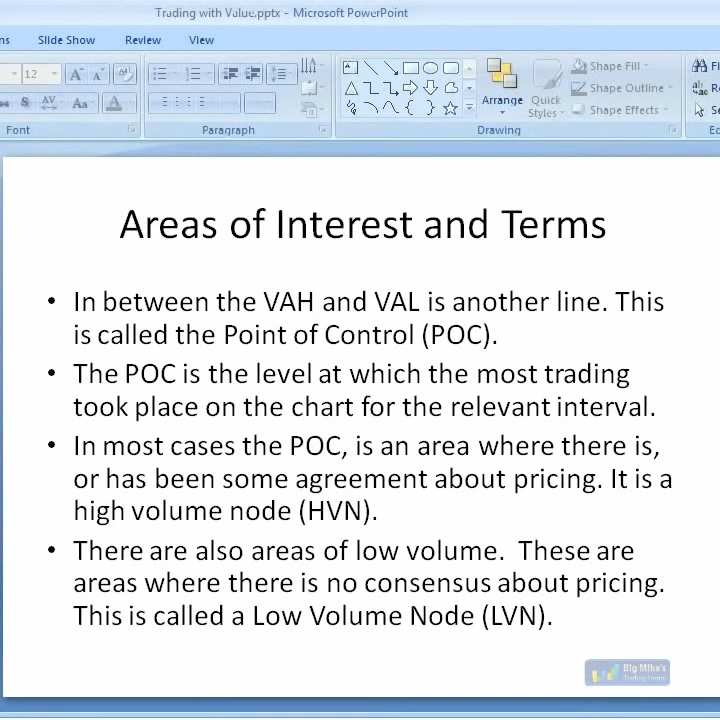 Trading with Value.pptx - Microsoft PowerPoint
ns Slide Show Review View
12 A A Shape Fill
S AV Aa A Arrange Quick Styles Shape Outline
Shape Effects
Font Paragraph Drawing
Areas of Interest and Terms
• In between the VAH and VAL is another line. This
is called the Point of Control (POC).
• The POC is the level at which the most trading
took place on the chart for the relevant interval.
• In most cases the POC, is an area where there is,
or has been some agreement about pricing. It is a
high volume node (HVN).
• There are also areas of low volume.  These are
areas where there is no consensus about pricing.
This is called a Low Volume Node (LVN).
Big Mike's
Trading Forum